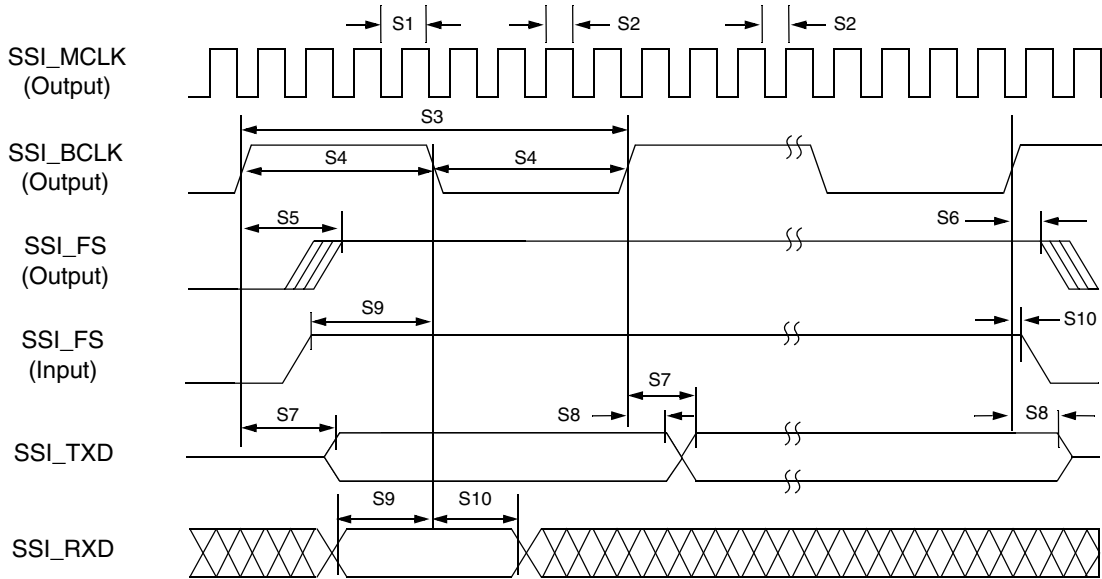 S1
S2
S2
SSI_MCLK
(Output)
S3
SSI_BCLK
(Output)
S4
S4
S5
S6
SSI_FS
(Output)
S9
S10
SSI_FS
(Input)
S7
S7
S8
S8
SSI_TXD
S9
S10
SSI_RXD